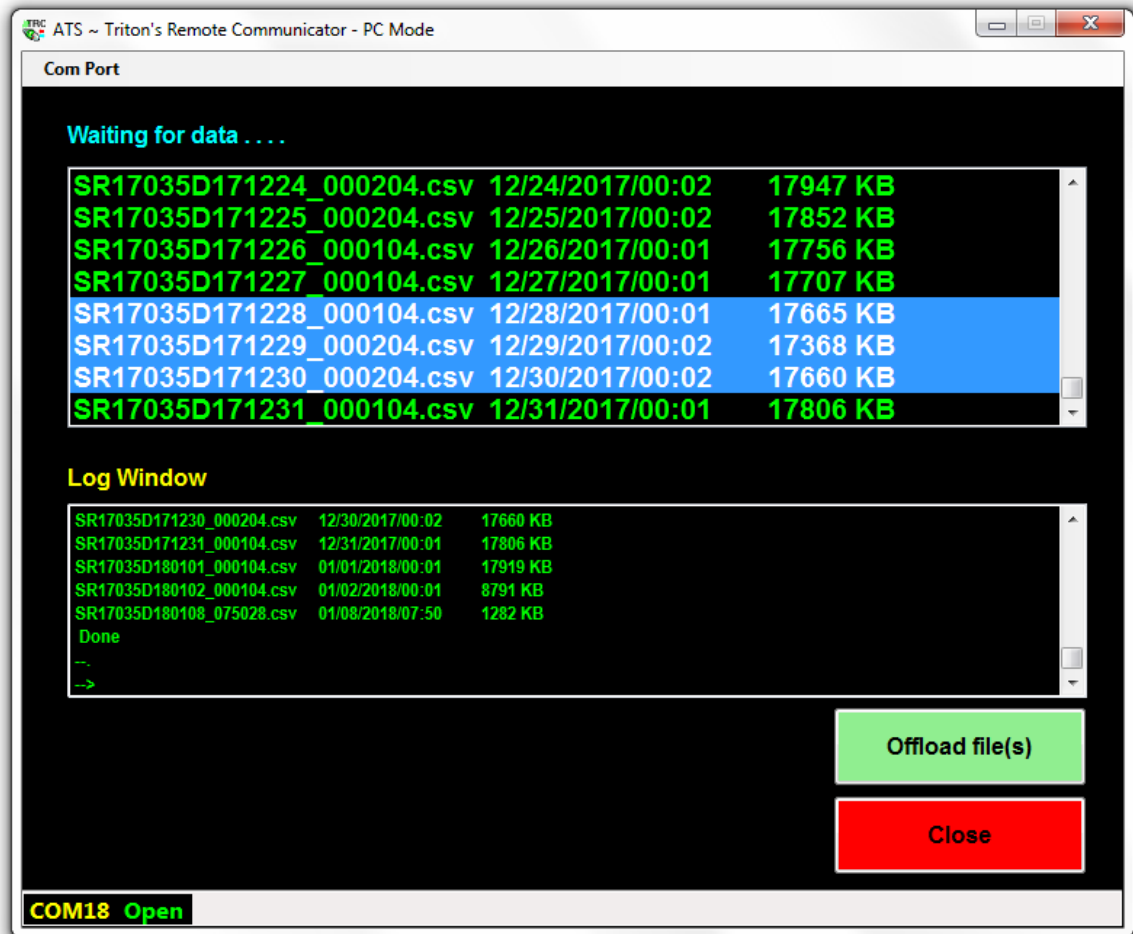 ATS ~ Triton's Remote Communicator - PC Mode
Com Port
Waiting for data . . . .
SR17035D171224_000204.csv 12/24/2017/00:02 17947 KB
SR17035D171225_000204.csv 12/25/2017/00:02 17852 KB
SR17035D171226_000104.csv 12/26/2017/00:01 17756 KB
SR17035D171227_000104.csv 12/27/2017/00:01 17707 KB
SR17035D171228_000104.csv 12/28/2017/00:01 17665 KB
SR17035D171229_000204.csv 12/29/2017/00:02 17368 KB
SR17035D171230_000204.csv 12/30/2017/00:02 17660 KB
SR17035D171231_000104.csv 12/31/2017/00:01 17806 KB
Log Window
SR17035D171230_000204.csv 12/30/2017/00:02 17660 KB
SR17035D171231_000104.csv 12/31/2017/00:01 17806 KB
SR17035D180101_000104.csv 01/01/2018/00:01 17919 KB
SR17035D180102_000104.csv 01/02/2018/00:01 8791 KB
SR17035D180108_075028.csv 01/08/2018/07:50 1282 KB
Done
--.
-->
Offload file(s)
Close
COM18 Open